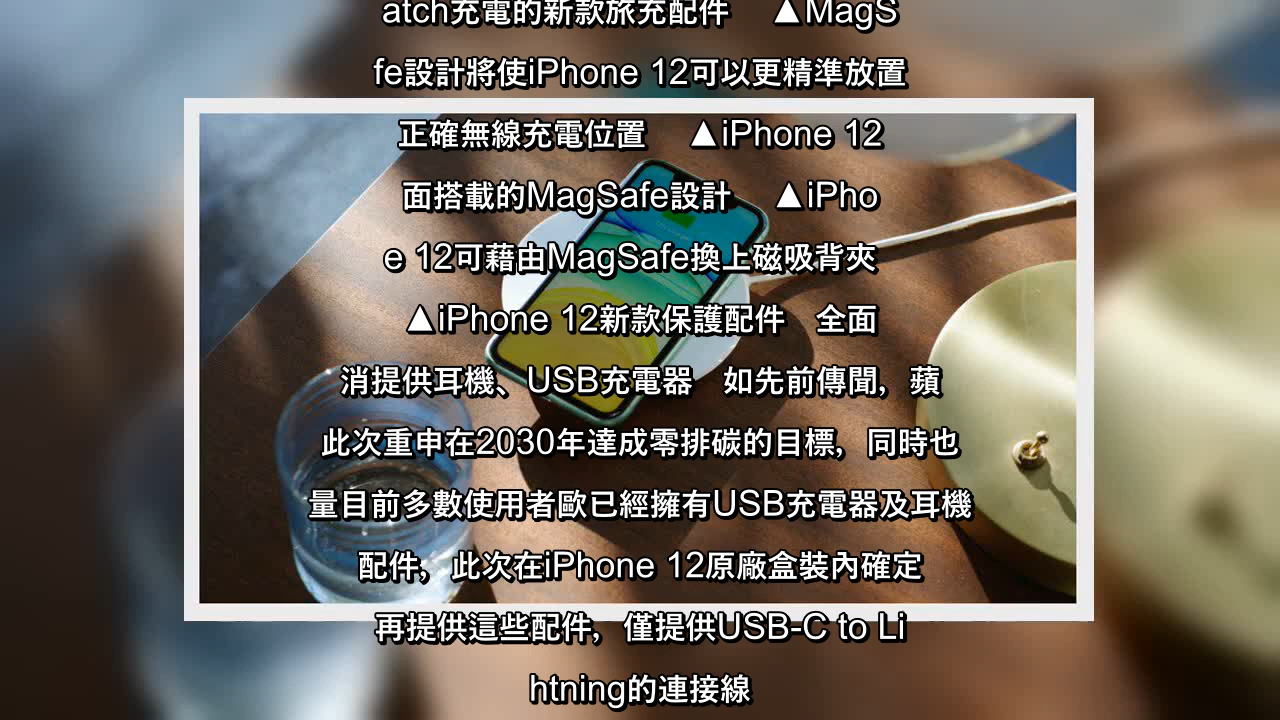 atch充電的新款旅充配件　▲MagS
fe設計將使iPhone 12可以更精準放置
正確無線充電位置　▲iPhone 12
面搭載的MagSafe設計　▲iPho
e 12可藉由MagSafe換上磁吸背夾
▲iPhone 12新款保護配件　全面
消提供耳機、USB充電器　如先前傳聞，蘋
此次重申在2030年達成零排碳的目標，同時也
量目前多數使用者歐已經擁有USB充電器及耳機
配件，此次在iPhone 12原廠盒裝內確定
再提供這些配件，僅提供USB-C to Li
htning的連接線